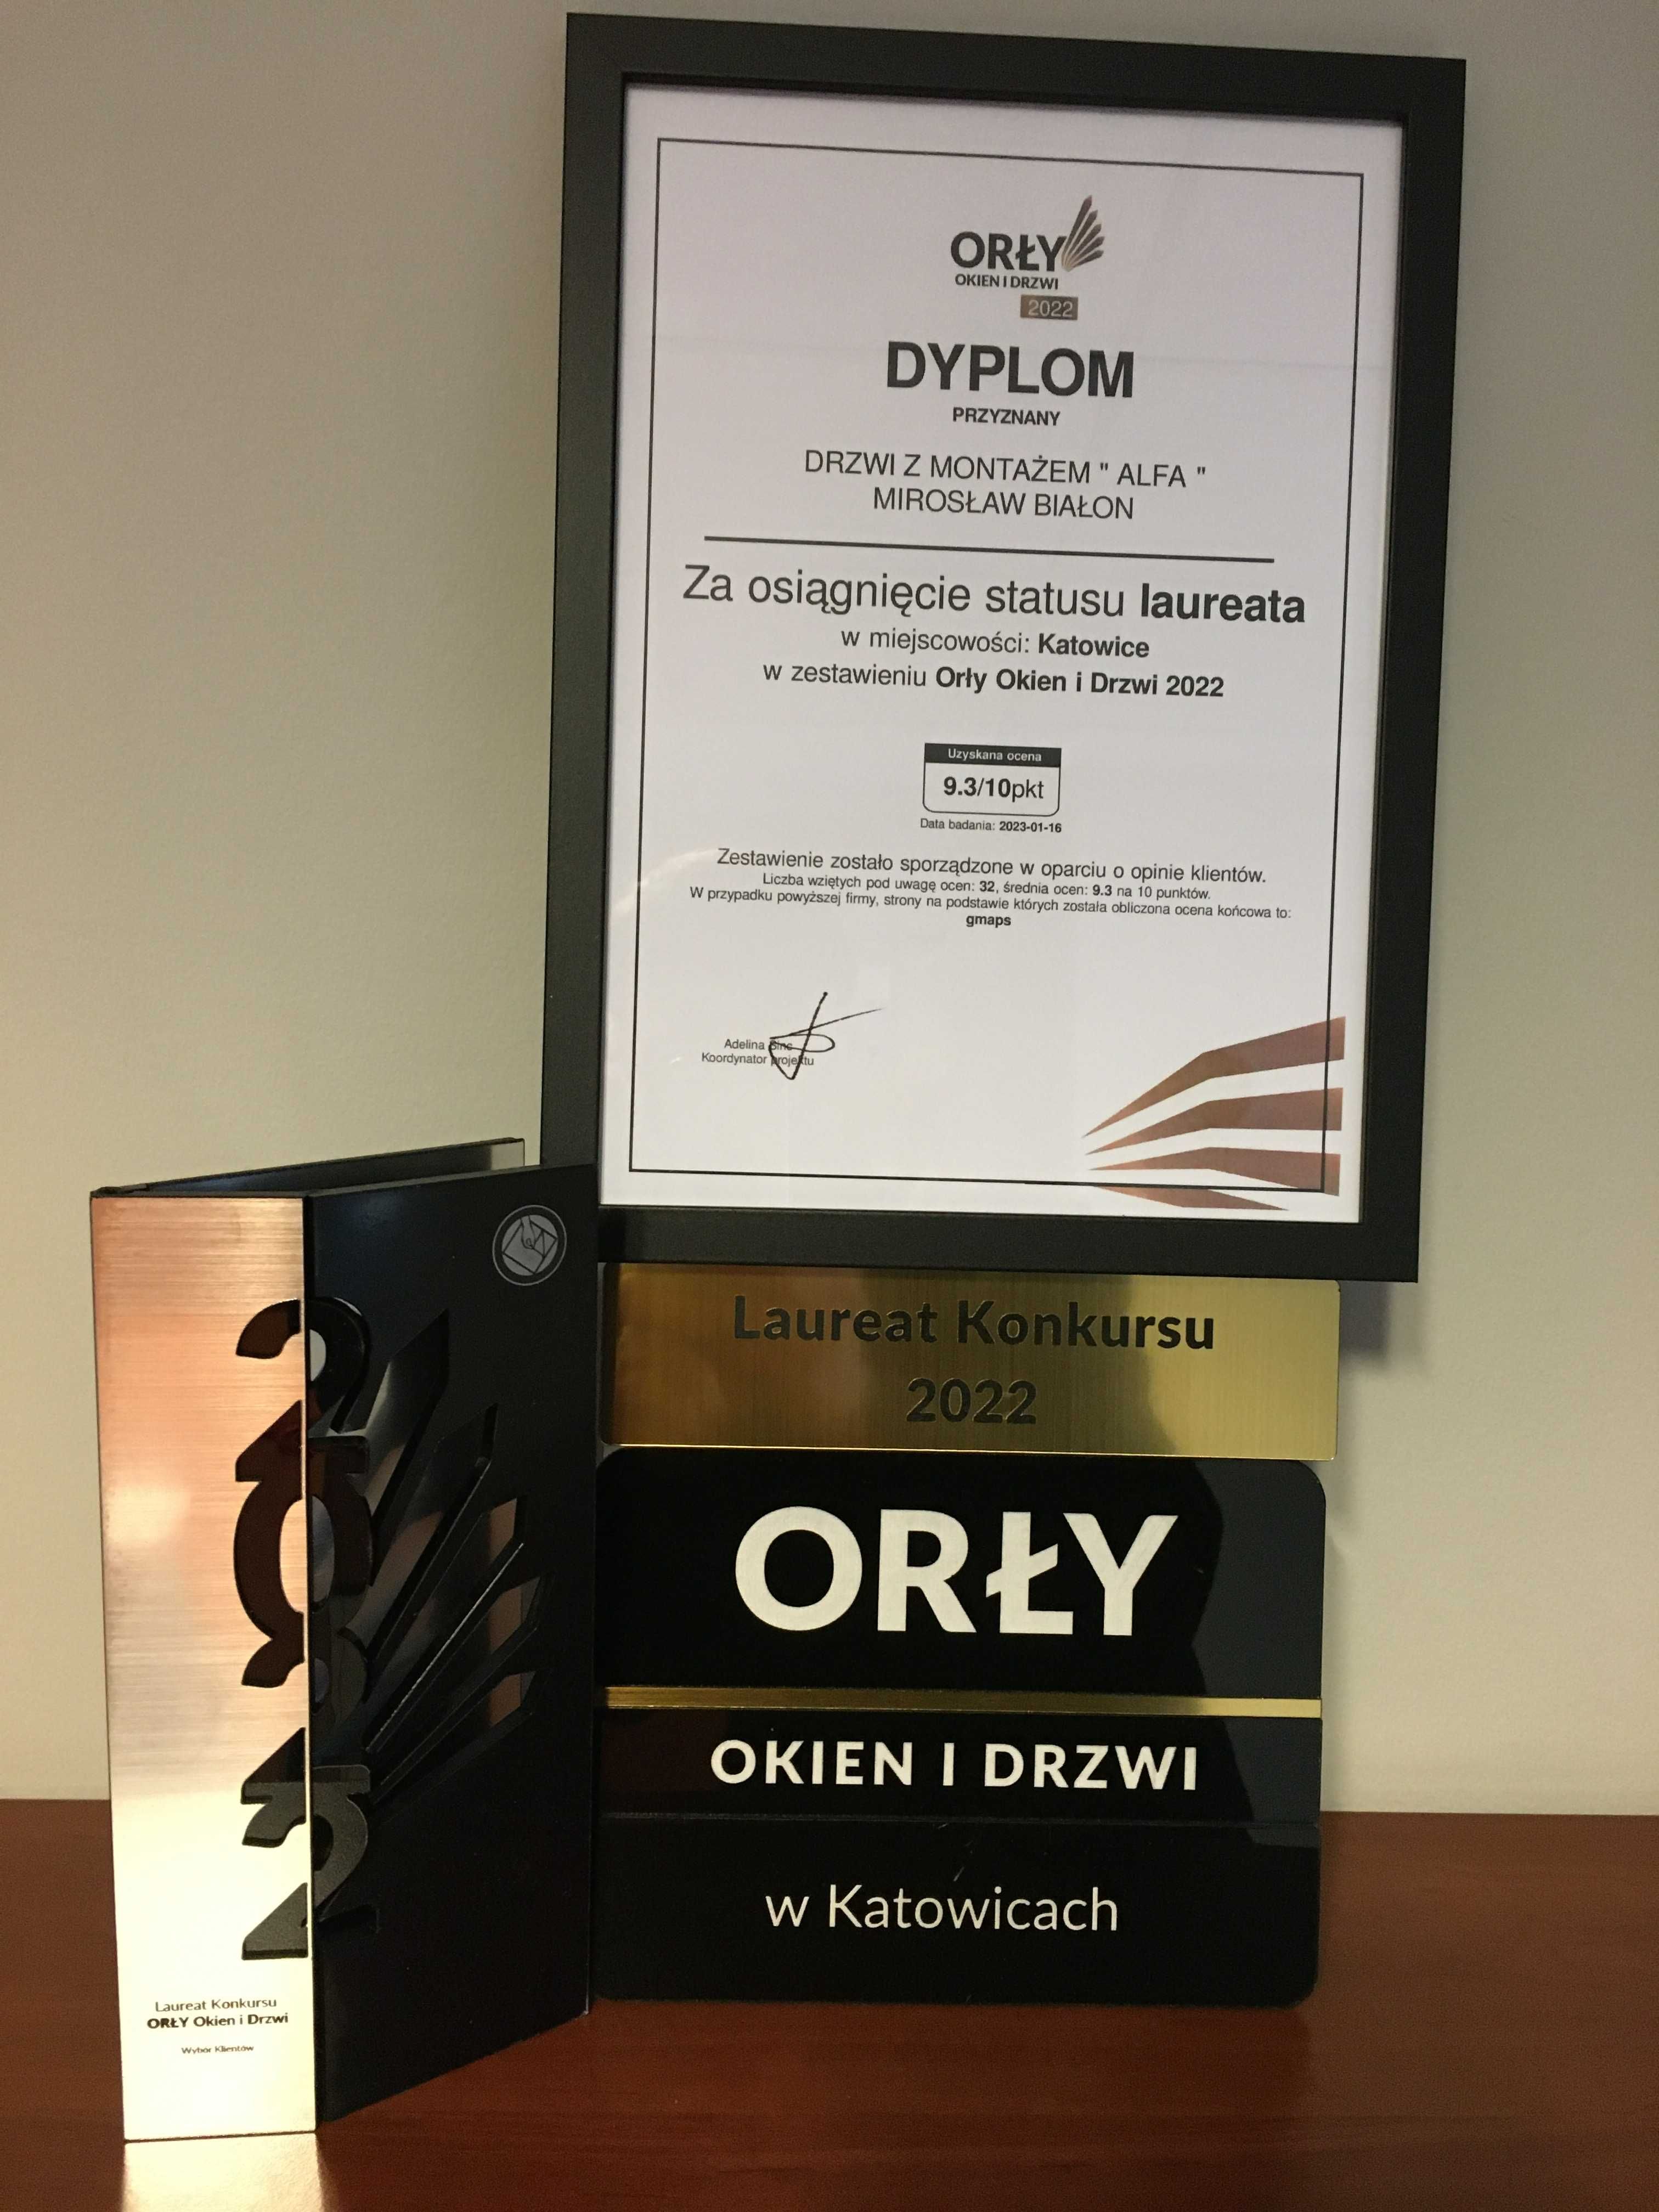 ORŁY
OKIEN I DRZWI
2022
DYPLOM
PRZYZNANY
DRZWI Z MONTAŻEM " ALFA "
MIROSŁAW BIAŁON
Za osiągnięcie statusu laureata
w miejscowości: Katowice
w zestawieniu Orły Okien i Drzwi 2022
Uzyskana ocena
9.3/10pkt
Data badania: 2023-01-16
Zestawienie zostało sporządzone w oparciu o opinie klientów.
Liczba wziętych pod uwagę ocen: 32, średnia ocen: 9.3 na 10 punktów.
W przypadku powyższej firmy, strony na podstawie których została obliczona ocena końcowa to:
gmaps
Adelina
Koordynator projektu
Laureat Konkursu
2022
ORŁY
OKIEN I DRZWI
w Katowicach
2022
Laureat Konkursu
ORŁY Okien i Drzwi
Wybór Klientów